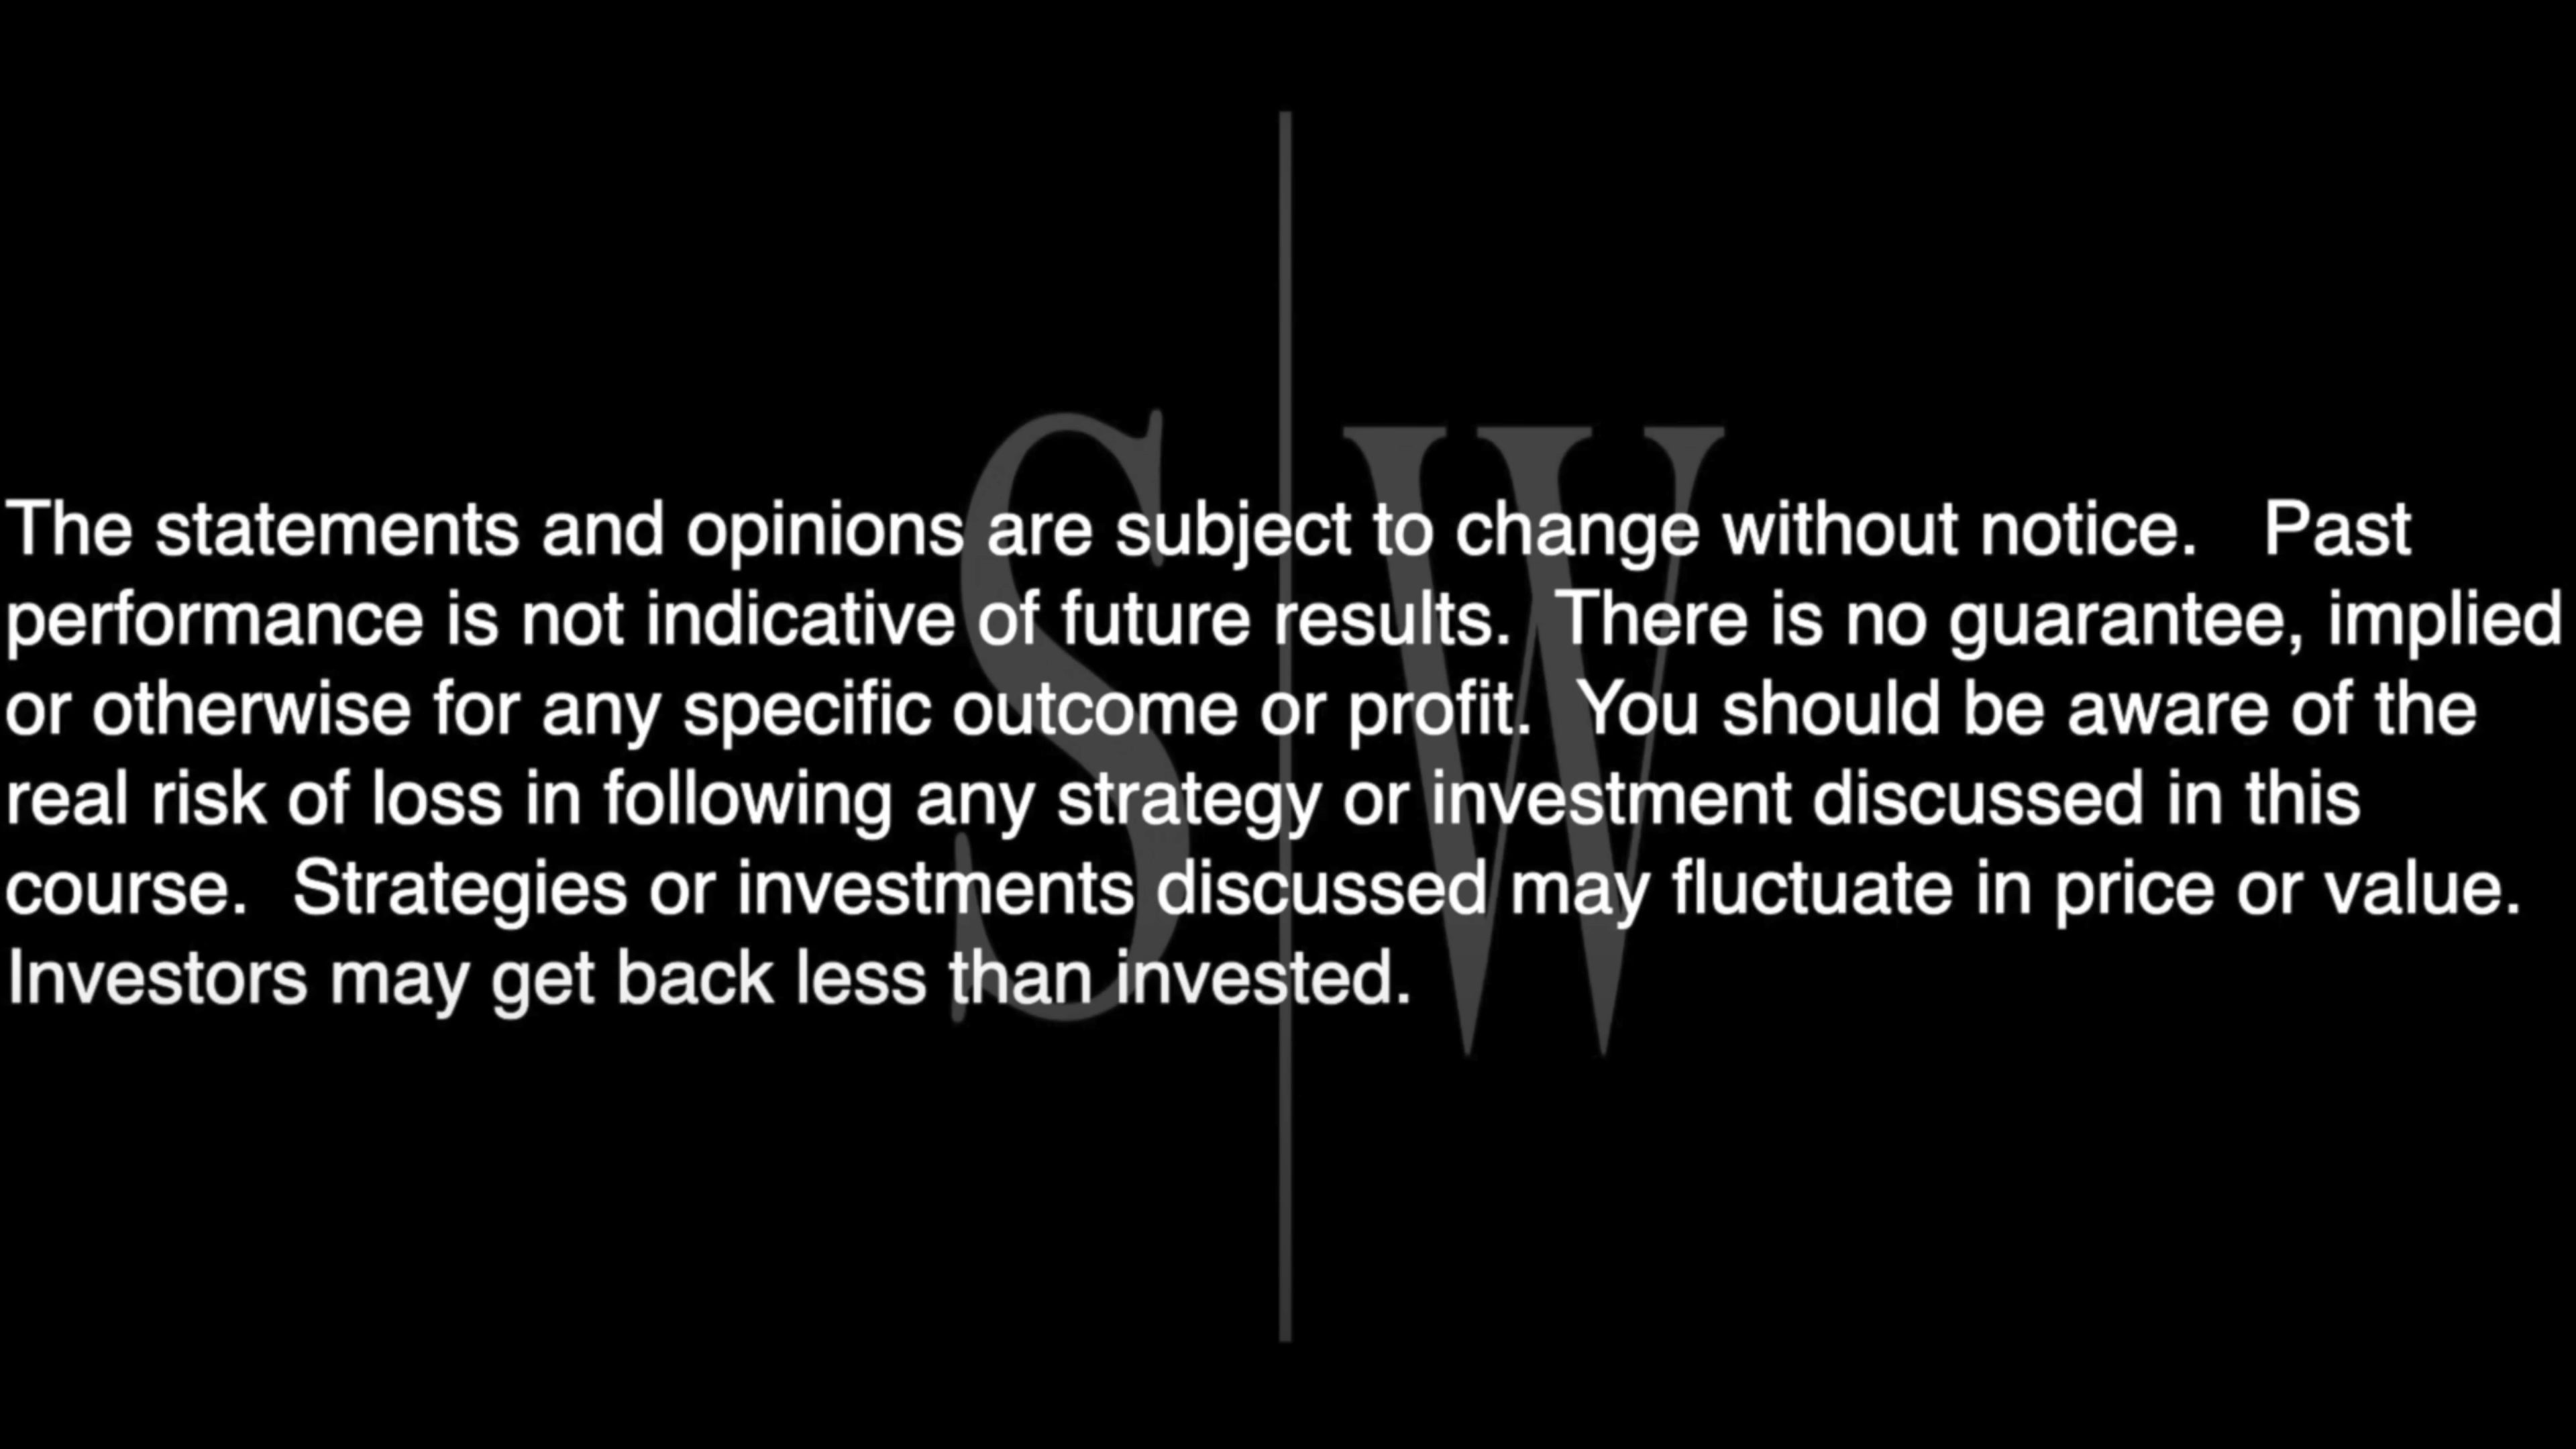 S W
The statements and opinions are subject to change without notice.   Past
performance is not indicative of future results.  There is no guarantee, implied
or otherwise for any specific outcome or profit.  You should be aware of the
real risk of loss in following any strategy or investment discussed in this
course.  Strategies or investments discussed may fluctuate in price or value.
Investors may get back less than invested.